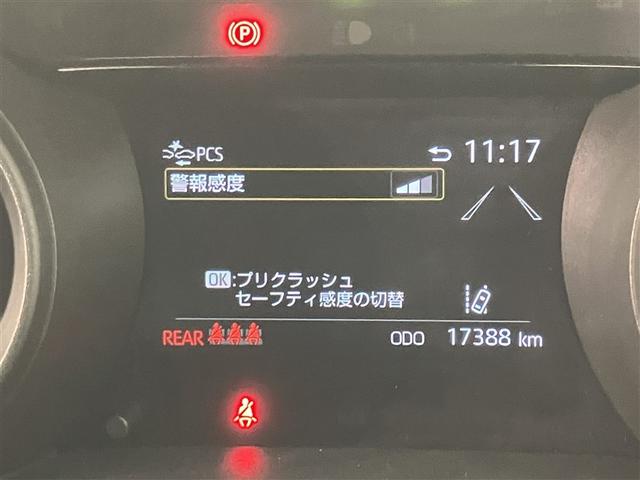 P
PCS
11:17
警報感度
OK:プリクラッシュ
セーフティ感度の切替
REAR
ODO 17388 km